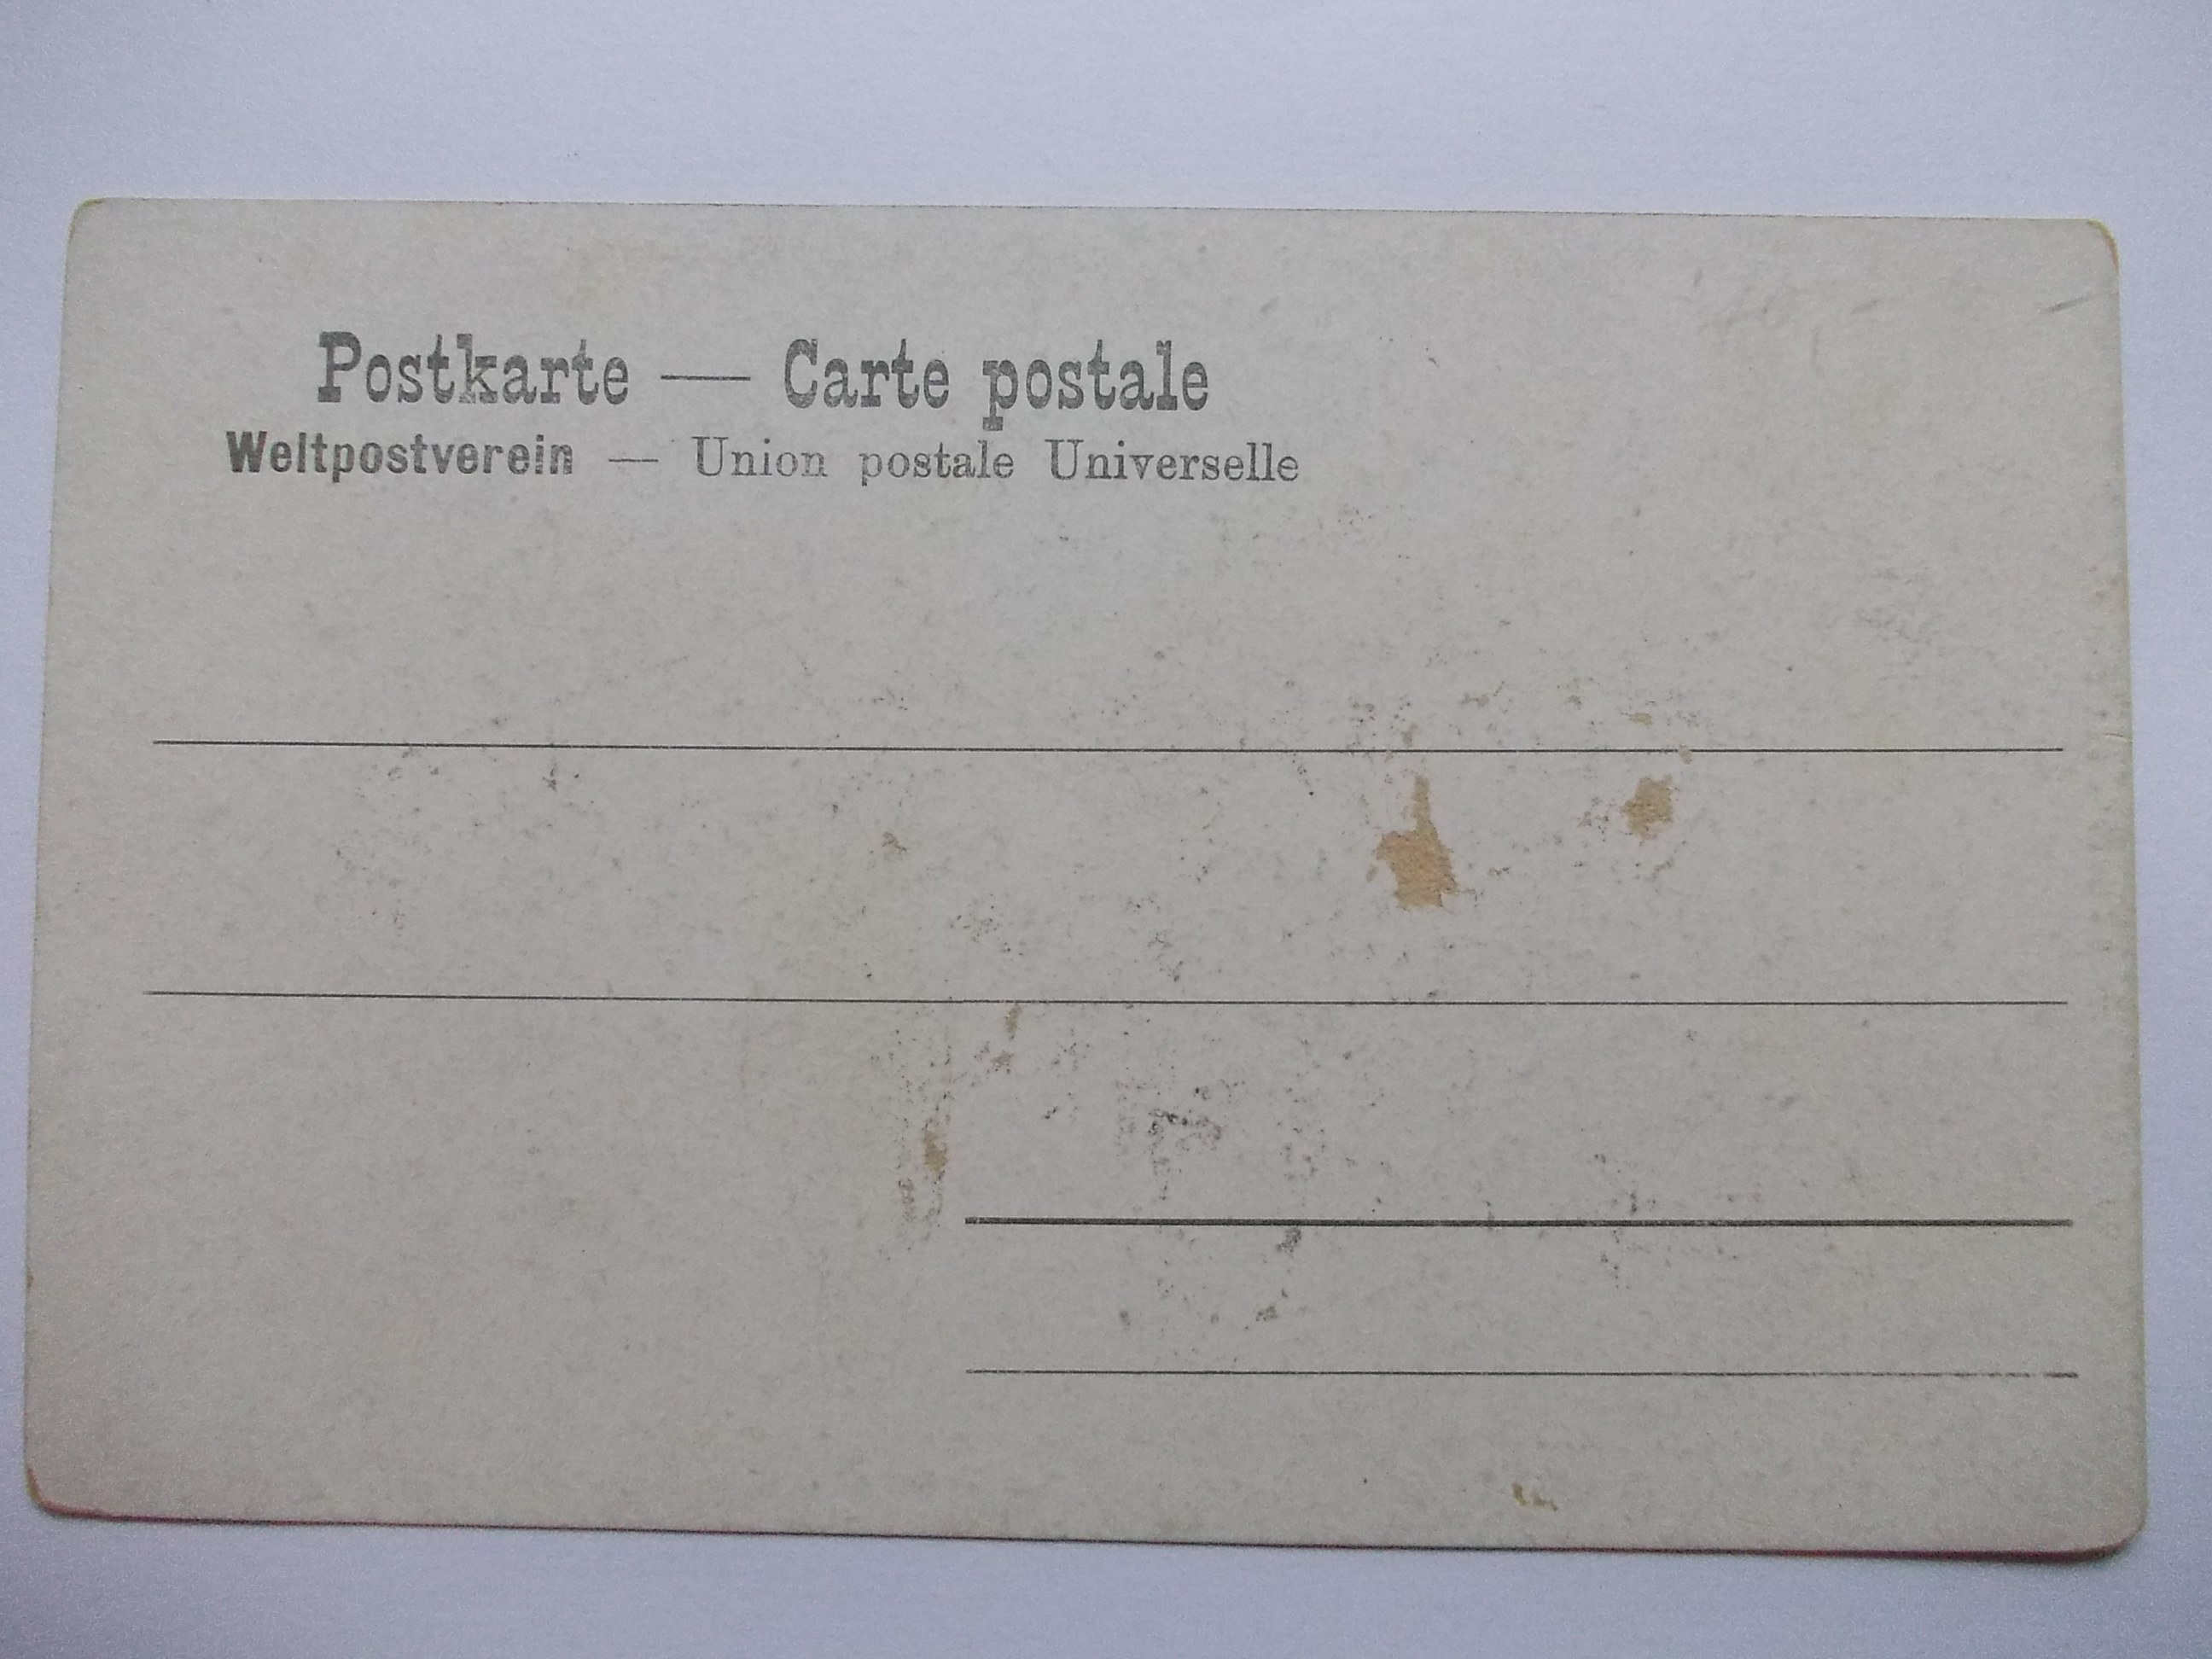 Postkarte — Carte postale
Weltpostverein — Union postale Universelle